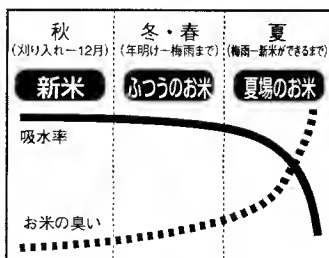 秋
(刈り入れ〜12月)
新米
冬・春
(年明け〜梅雨まで)
ふつうのお米
夏
(梅雨〜新米ができるまで)
夏場のお米
吸水率
お米の臭い